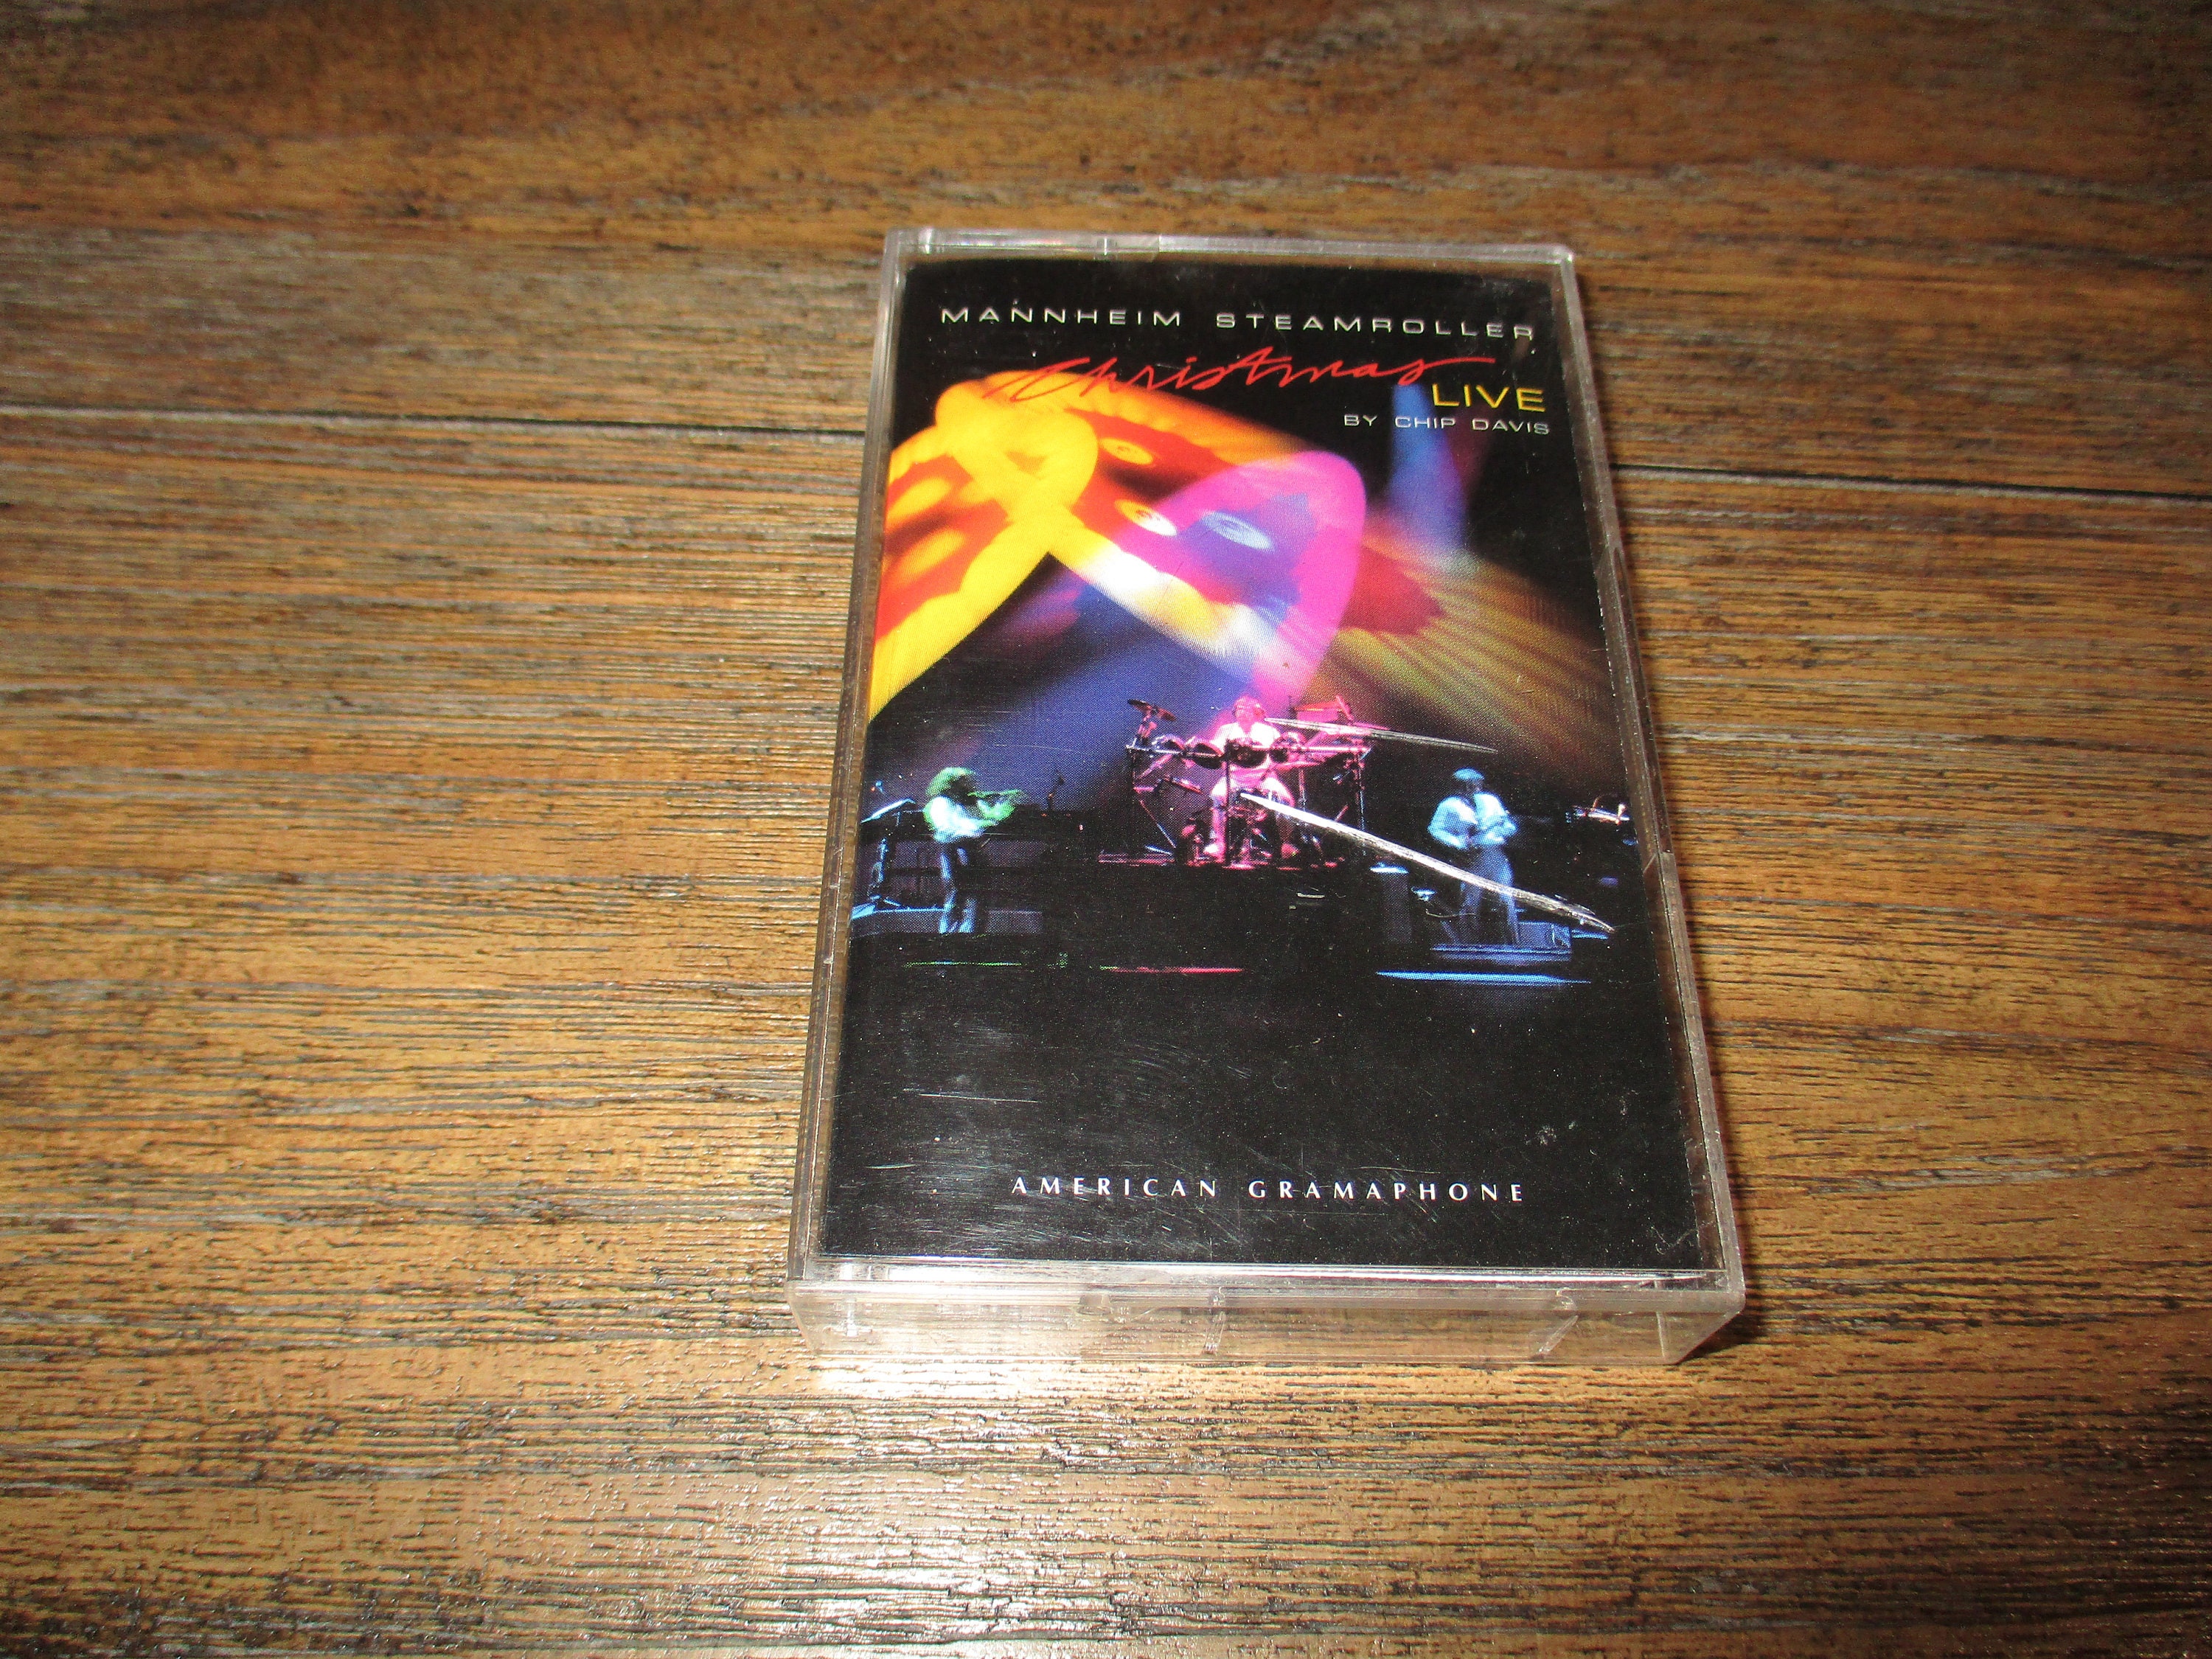 MANNHEIM STEAMROLLER
Christmas
LIVE
BY CHIP DAVIS
AMERICAN GRAMAPHONE